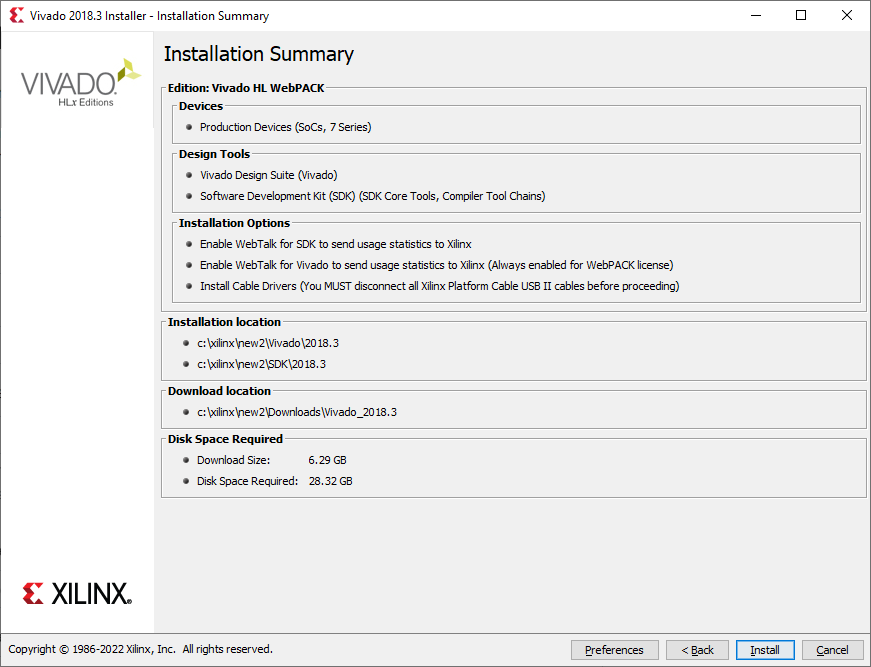 Vivado 2018.3 Installer - Installation Summary
VIVADO.
HLx Editions
Installation Summary
Edition: Vivado HL WebPACK
Devices
Production Devices (SoCs, 7 Series)
Design Tools
Vivado Design Suite (Vivado)
Software Development Kit (SDK) (SDK Core Tools, Compiler Tool Chains)
Installation Options
Enable WebTalk for SDK to send usage statistics to Xilinx
Enable WebTalk for Vivado to send usage statistics to Xilinx (Always enabled for WebPACK license)
Install Cable Drivers (You MUST disconnect all Xilinx Platform Cable USB II cables before proceeding)
Installation location
c:\xilinx\new2\Vivado\2018.3
c:\xilinx\new2\SDK\2018.3
Download location
c:\xilinx\new2\Downloads\Vivado_2018.3
Disk Space Required
Download Size: 6.29 GB
Disk Space Required: 28.32 GB
XILINX®
Copyright © 1986-2022 Xilinx, Inc. All rights reserved.
Preferences < Back Install Cancel